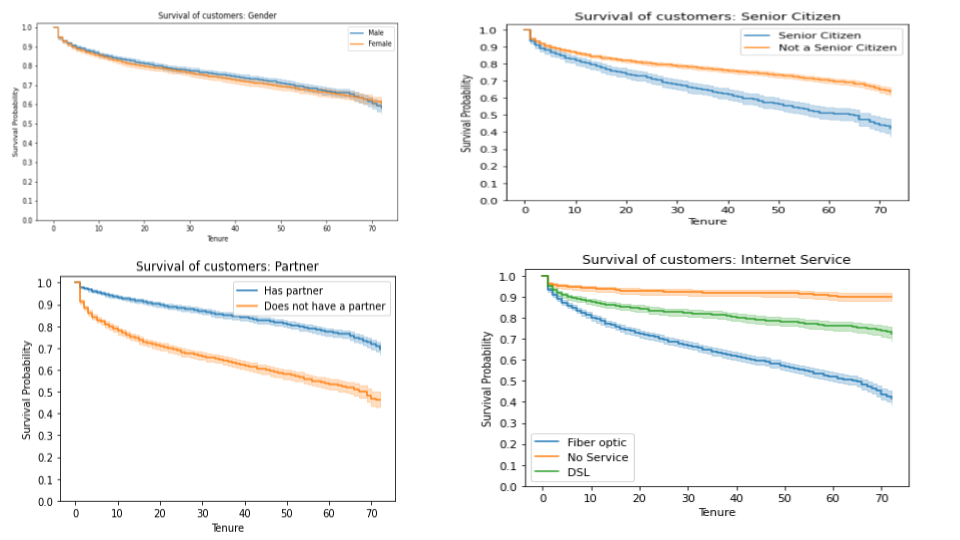 Survival of customers: Gender
1.0
0.9
0.8
0.7
0.6
0.5
0.4
0.3
0.2
0.1
0.0
Survival Probability
Male
Female
0 10 20 30 40 50 60 70
Tenure
Survival of customers: Senior Citizen
1.0
0.9
0.8
0.7
0.6
0.5
0.4
0.3
0.2
0.1
0.0
Survival Probability
Senior Citizen
Not a Senior Citizen
0 10 20 30 40 50 60 70
Tenure
Survival of customers: Partner
1.0
0.9
0.8
0.7
0.6
0.5
0.4
0.3
0.2
0.1
0.0
Survival Probability
Has partner
Does not have a partner
0 10 20 30 40 50 60 70
Tenure
Survival of customers: Internet Service
1.0
0.9
0.8
0.7
0.6
0.5
0.4
0.3
0.2
0.1
0.0
Survival Probability
Fiber optic
No Service
DSL
0 10 20 30 40 50 60 70
Tenure